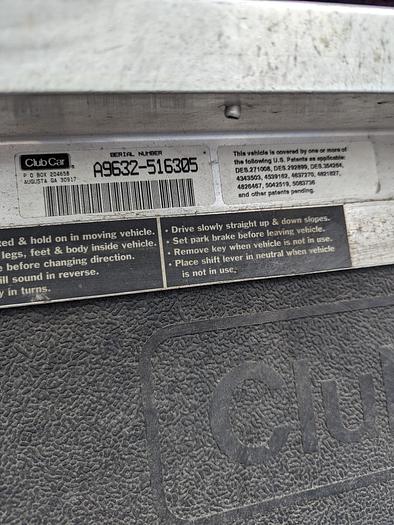 Club Car
P O BOX 204658
AUGUSTA GA 30917
SERIAL NUMBER
A9632-516305
This vehicle is covered by one or more of
the following U.S. Patents as applicable:
DES.271008, DES.292899, DES.354264,
4343503, 4539162, 4637270, 4821827,
4826467, 5042519, 5083736
and other patents pending.
& hold on in moving vehicle.
legs, feet & body inside vehicle.
before changing direction.
sound in reverse.
in turns.
• Drive slowly straight up & down slopes.
• Set park brake before leaving vehicle.
• Remove key when vehicle is not in use.
• Place shift lever in neutral when vehicle
is not in use.
Club